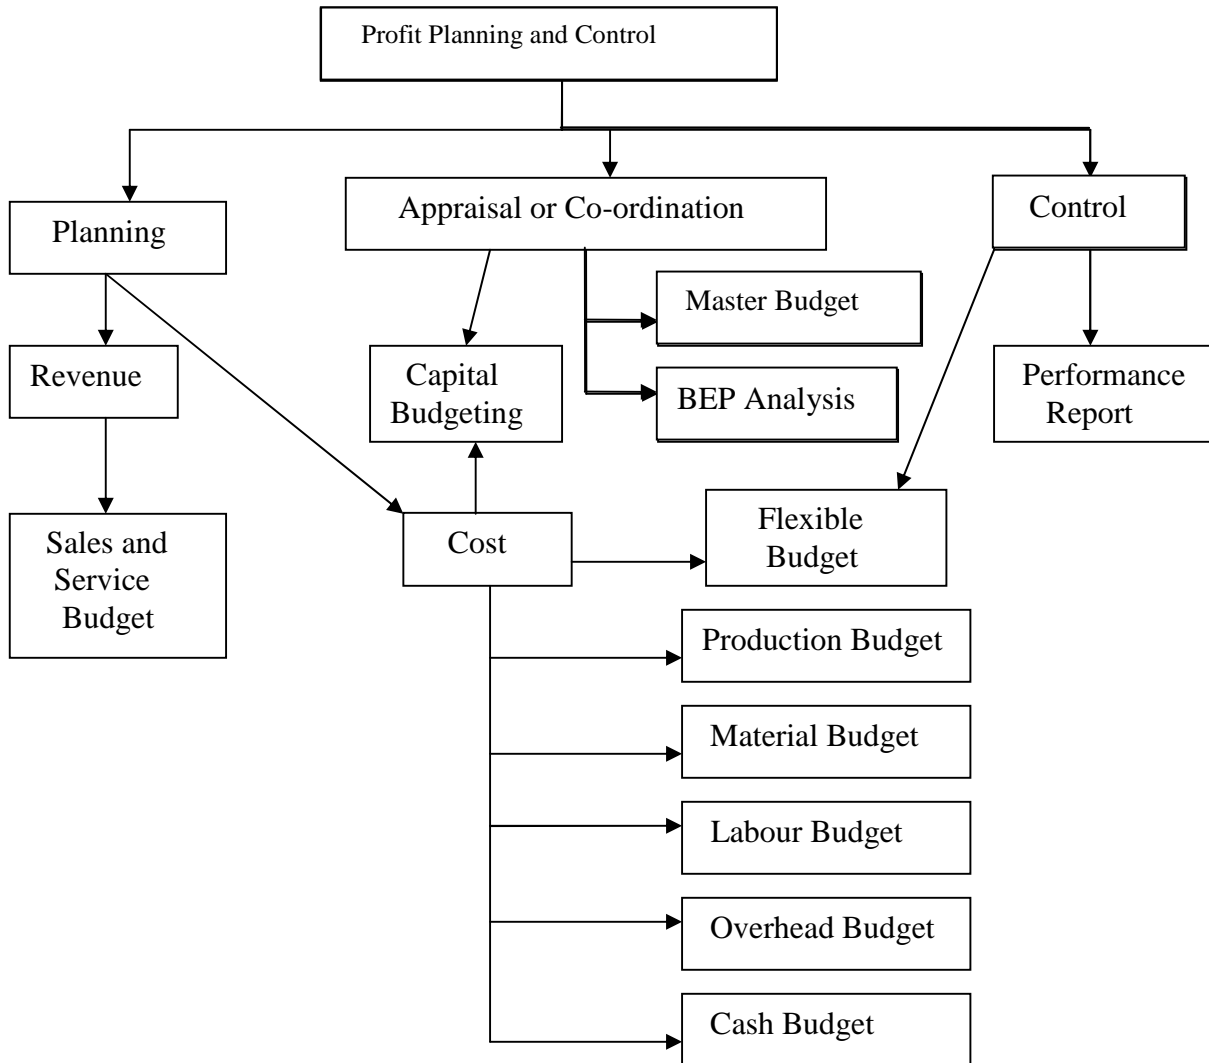 Profit Planning and Control
Planning
Appraisal or Co-ordination
Control
Master Budget
Revenue
Capital
Budgeting
BEP Analysis
Performance
Report
Sales and
Service
Budget
Cost
Flexible
Budget
Production Budget
Material Budget
Labour Budget
Overhead Budget
Cash Budget